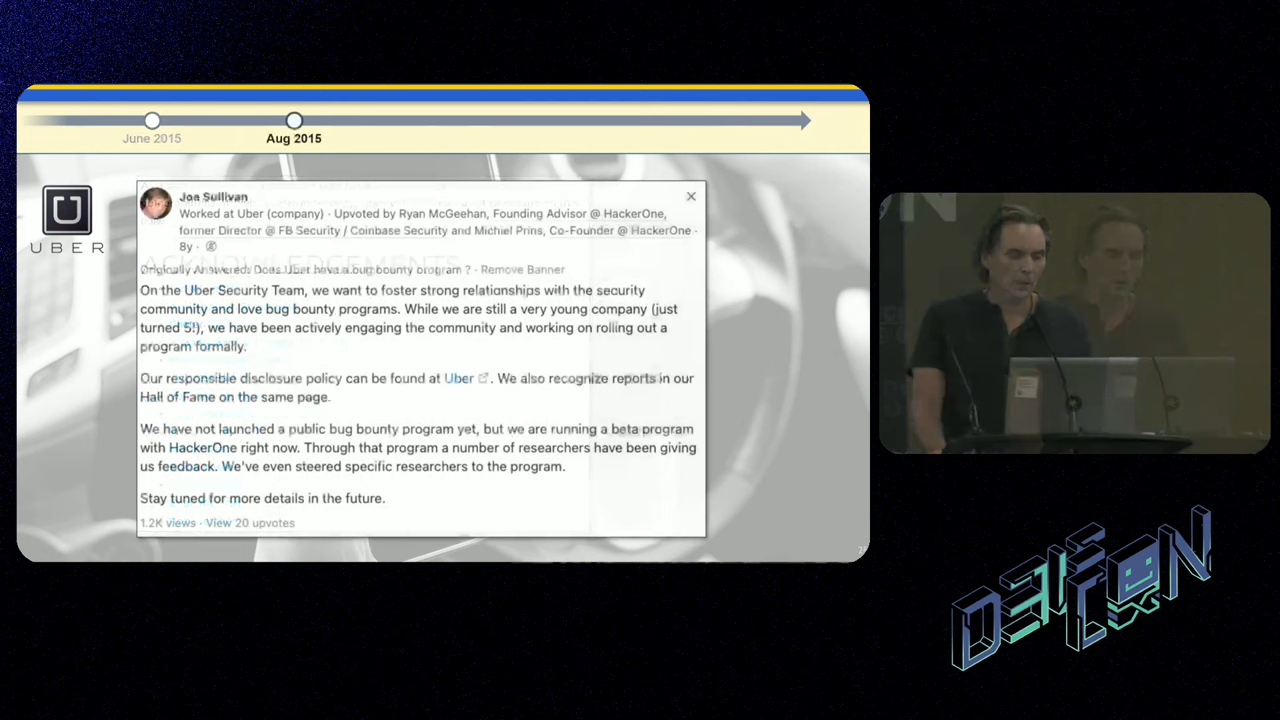 June 2015
Aug 2015
UBER
Joe Sullivan
Worked at Uber (company) · Upvoted by Ryan McGeehan, Founding Advisor @ HackerOne,
former Director @ FB Security / Coinbase Security and Michiel Prins, Co-Founder @ HackerOne ·
8y ·
ACKNOWLEDGEMENTS
Originally Answered: Does Uber have a bug bounty program ? · Remove Banner
On the Uber Security Team, we want to foster strong relationships with the security
community and love bug bounty programs. While we are still a very young company (just
turned 5!), we have been actively engaging the community and working on rolling out a
program formally.
Our responsible disclosure policy can be found at Uber. We also recognize reports in our
Hall of Fame on the same page.
We have not launched a public bug bounty program yet, but we are running a beta program
with HackerOne right now. Through that program a number of researchers have been giving
us feedback. We've even steered specific researchers to the program.
Stay tuned for more details in the future.
1.2K views · View 20 upvotes
DEF CON